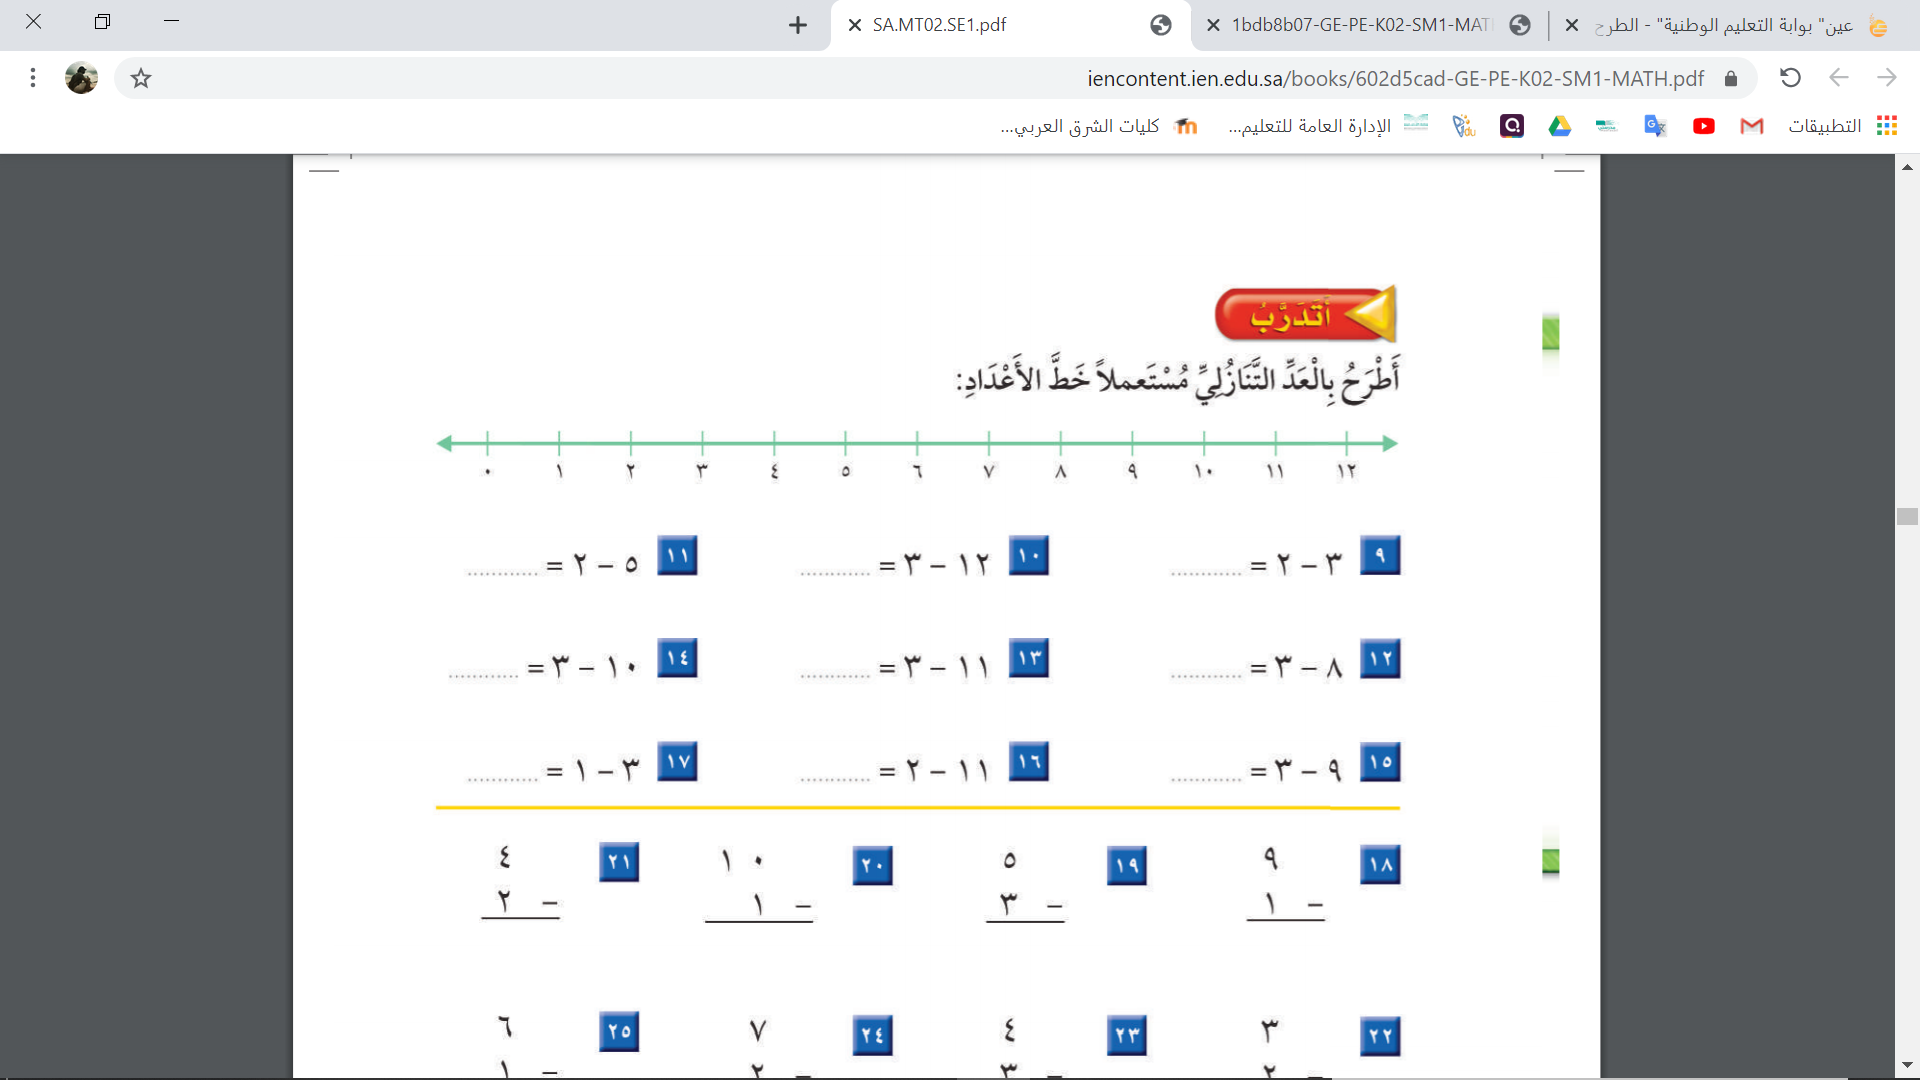 عين" بوابة التعليم الوطنية" - الطرح
1bdb8b07-GE-PE-K02-SM1-MAT
SA.MT02.SE1.pdf
iencontent.ien.edu.sa/books/602d5cad-GE-PE-K02-SM1-MATH.pdf
التطبيقات
الإدارة العامة للتعليم...
كليات الشرق العربي...
أَتَدَرَّبُ
أَطْرَحُ بِالْعَدِّ التَّنَازُلِيِّ مُسْتَعملاً خَطَّ الأَعْدَادِ:
٠ ١ ٢ ٣ ٤ ٥ ٦ ٧ ٨ ٩ ١٠ ١١ ١٢
٩ ٣ – ٢ = ............ ١٠ ١٢ – ٣ = ............ ١١ ٥ – ٢ = ............
١٢ ٨ – ٣ = ............ ١٣ ١١ – ٣ = ............ ١٤ ١٠ – ٣ = ............
١٥ ٩ – ٣ = ............ ١٦ ١١ – ٢ = ............ ١٧ ٣ – ١ = ............
١٨ ٩ ١٩ ٥ ٢٠ ١٠ ٢١ ٤
– ١ – ٣ – ١ – ٢
٢٢ ٣ ٢٣ ٤ ٢٤ ٧ ٢٥ ٦
– ٢ – ٣ – ٢ – ١